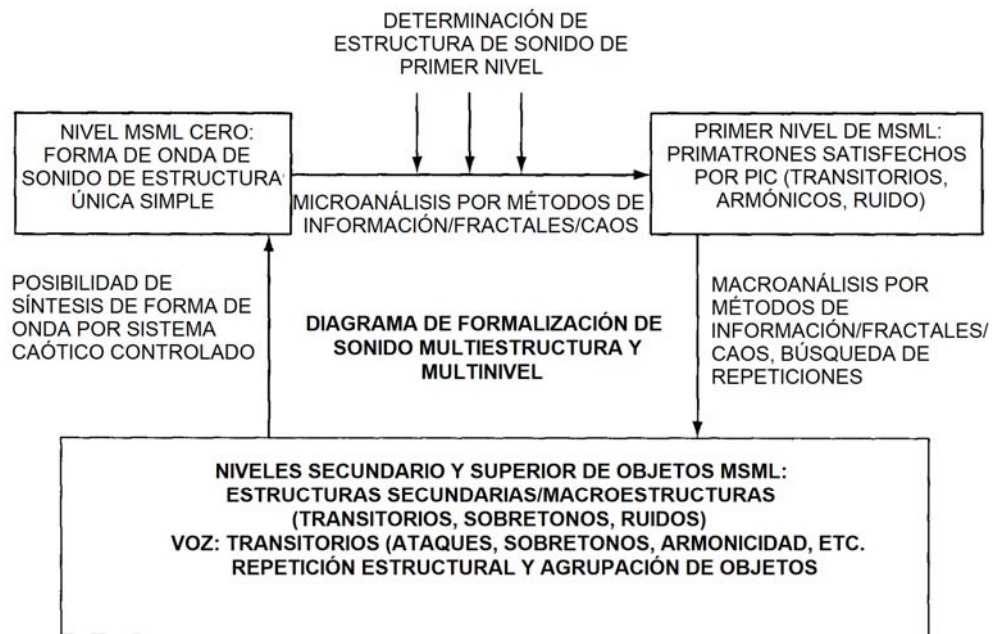 DETERMINACIÓN DE
ESTRUCTURA DE SONIDO DE
PRIMER NIVEL
NIVEL MSML CERO:
FORMA DE ONDA DE
SONIDO DE ESTRUCTURA
ÚNICA SIMPLE
MICROANÁLISIS POR MÉTODOS DE
INFORMACIÓN/FRACTALES/CAOS
PRIMER NIVEL DE MSML:
PRIMATRONES SATISFECHOS
POR PIC (TRANSITORIOS,
ARMÓNICOS, RUIDO)
POSIBILIDAD DE
SÍNTESIS DE FORMA DE
ONDA POR SISTEMA
CAÓTICO CONTROLADO
DIAGRAMA DE FORMALIZACIÓN DE
SONIDO MULTIESTRUCTURA Y
MULTINIVEL
MACROANÁLISIS POR
MÉTODOS DE
INFORMACIÓN/FRACTALES/
CAOS, BÚSQUEDA DE
REPETICIONES
NIVELES SECUNDARIO Y SUPERIOR DE OBJETOS MSML:
ESTRUCTURAS SECUNDARIAS/MACROESTRUCTURAS
(TRANSITORIOS, SOBRETONOS, RUIDOS)
VOZ: TRANSITORIOS (ATAQUES, SOBRETONOS, ARMONICIDAD, ETC.
REPETICIÓN ESTRUCTURAL Y AGRUPACIÓN DE OBJETOS